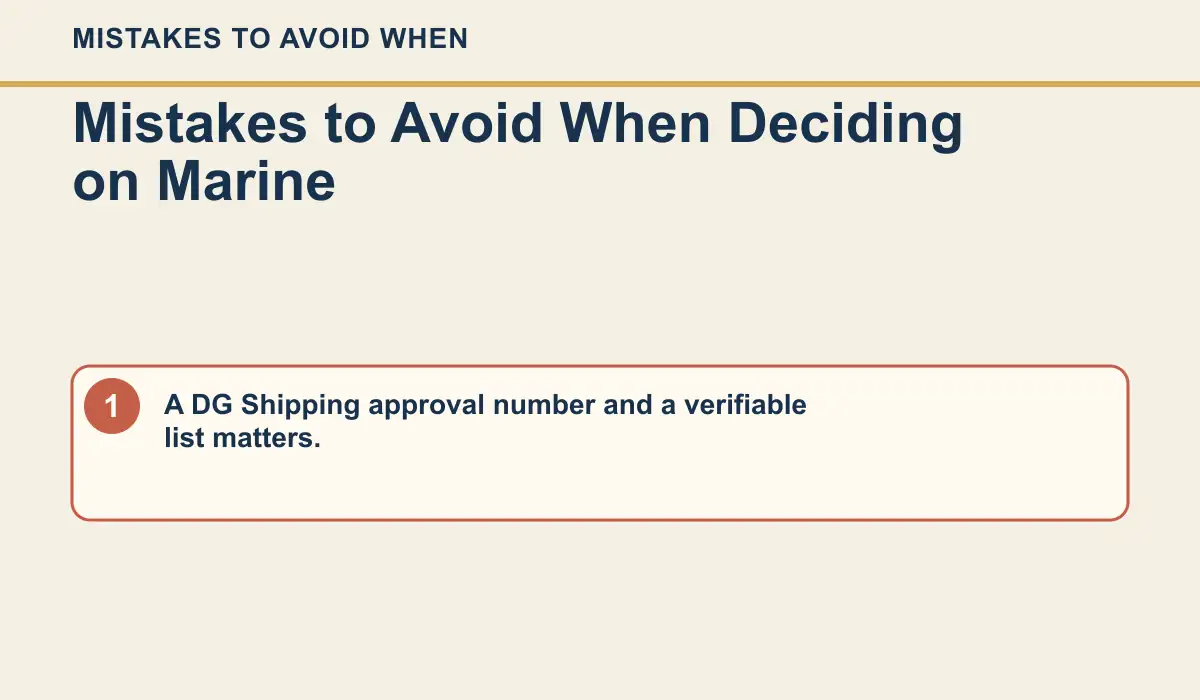 MISTAKES TO AVOID WHEN
Mistakes to Avoid When Deciding
on Marine
1
A DG Shipping approval number and a verifiable
list matters.